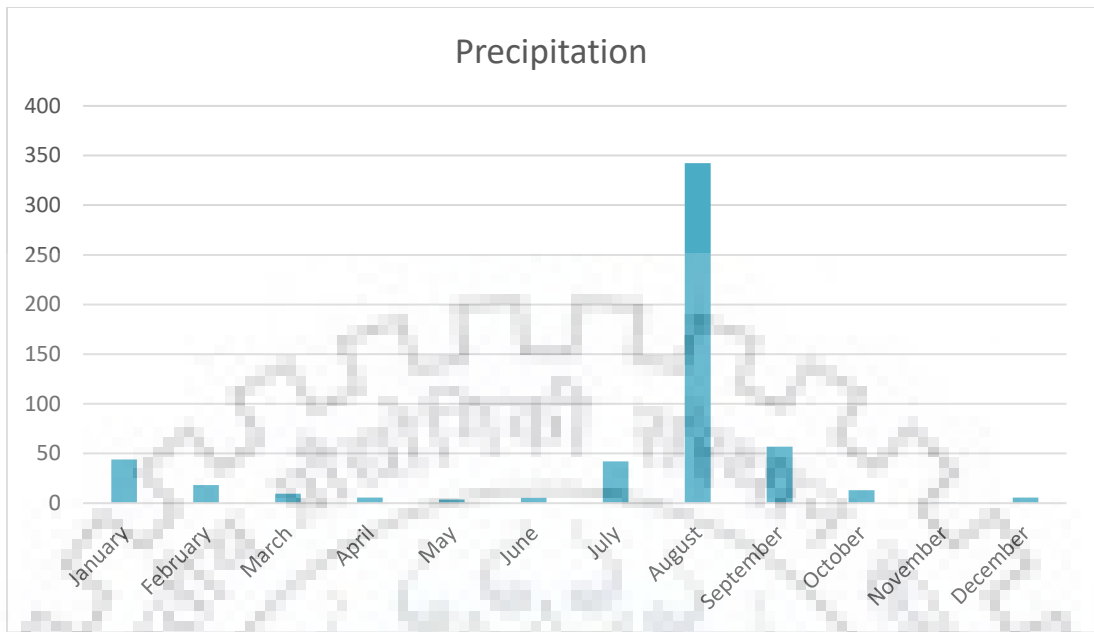 Precipitation
400
350
300
250
200
150
100
50
0
January
February
March
April
May
June
July
August
September
October
November
December